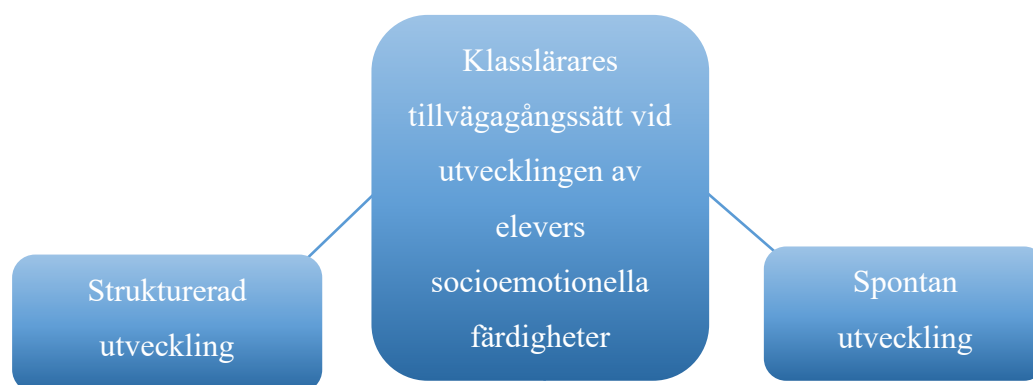 Klasslärares
tillvägagångssätt vid
utvecklingen av
elevers
socioemotionella
färdigheter
Strukturerad
utveckling
Spontan
utveckling